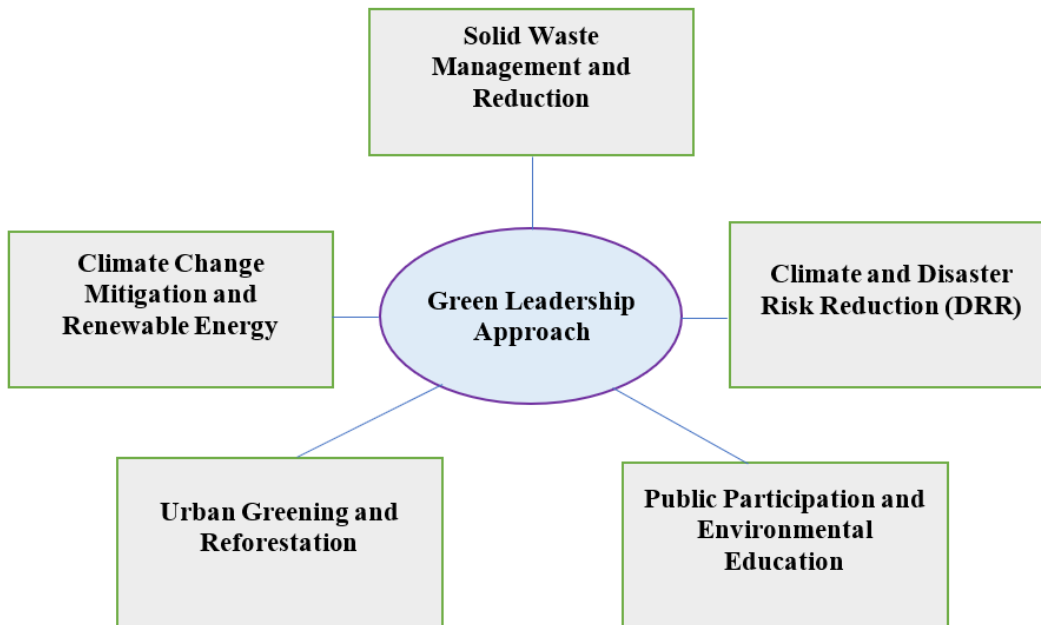 Solid Waste
Management and
Reduction
Climate Change
Mitigation and
Renewable Energy
Green Leadership
Approach
Climate and Disaster
Risk Reduction (DRR)
Urban Greening and
Reforestation
Public Participation and
Environmental
Education